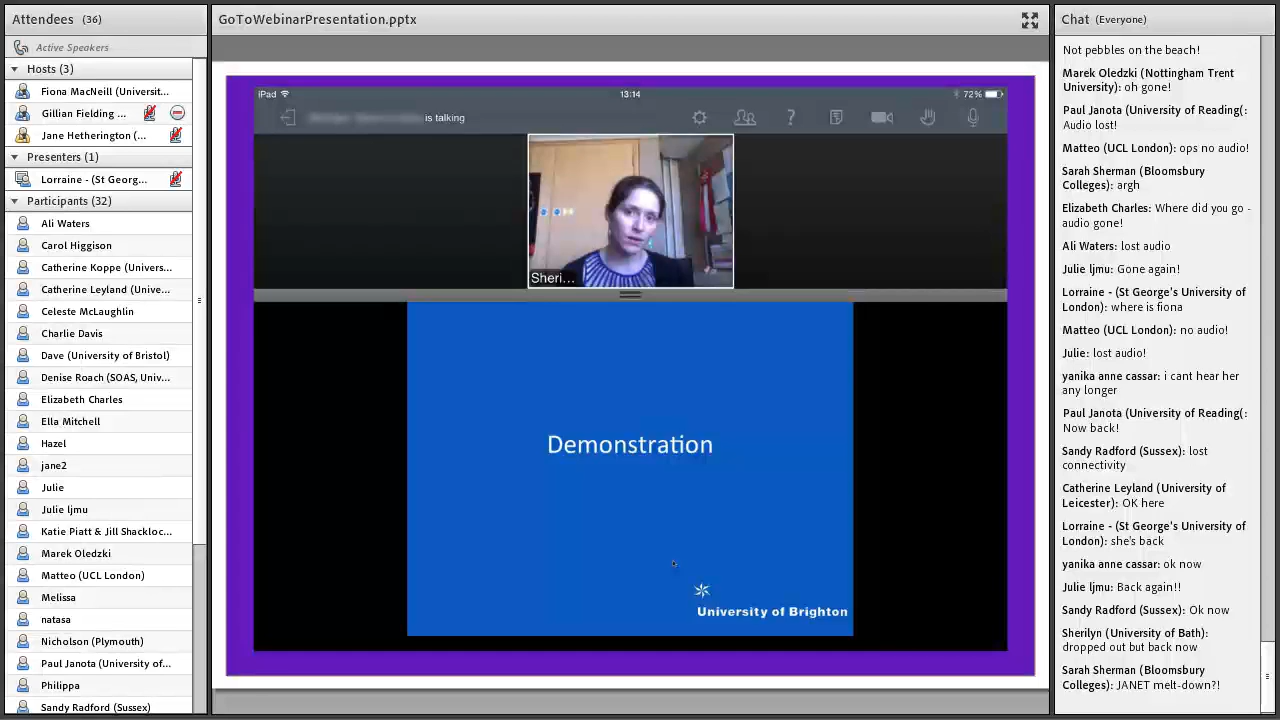 Attendees (36)
Active Speakers
Hosts (3)
Fiona MacNeill (Universit...
Gillian Fielding ...
Jane Hetherington (...
Presenters (1)
Lorraine - (St Georg...
Participants (32)
Ali Waters
Carol Higgison
Catherine Koppe (Univers...
Catherine Leyland (Unive...
Celeste McLaughlin
Charlie Davis
Dave (University of Bristol)
Denise Roach (SOAS, Univ...
Elizabeth Charles
Ella Mitchell
Hazel
jane2
Julie
Julie ljmu
Katie Piatt & Jill Shackloc...
Marek Oledzki
Matteo (UCL London)
Melissa
natasa
Nicholson (Plymouth)
Paul Janota (University of...
Philippa
Sandy Radford (Sussex)
GoToWebinarPresentation.pptx
iPad
13:14
72%
is talking
Sheri...
Demonstration
University of Brighton
Chat (Everyone)
Not pebbles on the beach!
Marek Oledzki (Nottingham Trent
University): oh gone!
Paul Janota (University of Reading(:
Audio lost!
Matteo (UCL London): ops no audio!
Sarah Sherman (Bloomsbury
Colleges): argh
Elizabeth Charles: Where did you go -
audio gone!
Ali Waters: lost audio
Julie ljmu: Gone again!
Lorraine - (St George's University of
London): where is fiona
Matteo (UCL London): no audio!
Julie: lost audio!
yanika anne cassar: i cant hear her
any longer
Paul Janota (University of Reading(:
Now back!
Sandy Radford (Sussex): lost
connectivity
Catherine Leyland (University of
Leicester): OK here
Lorraine - (St George's University of
London): she's back
yanika anne cassar: ok now
Julie ljmu: Back again!!
Sandy Radford (Sussex): Ok now
Sherilyn (University of Bath):
dropped out but back now
Sarah Sherman (Bloomsbury
Colleges): JANET melt-down?!